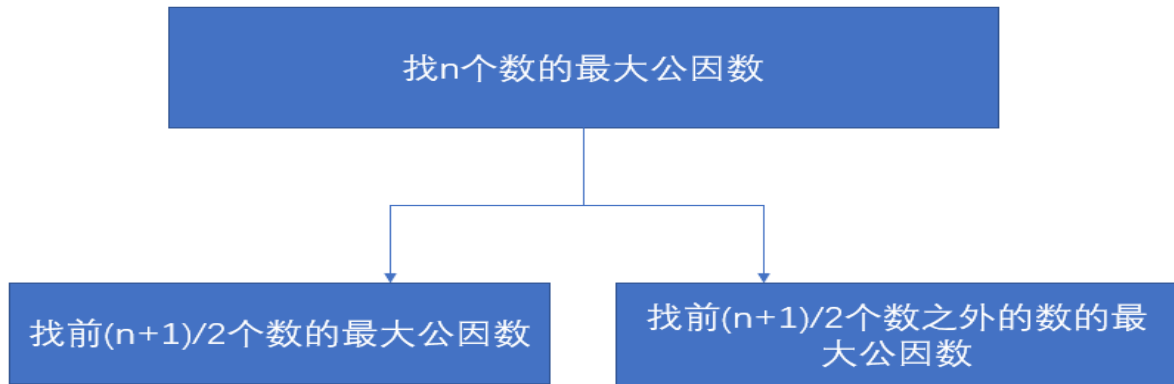 找n个数的最大公因数
找前(n+1)/2个数的最大公因数
找前(n+1)/2个数之外的数的最
大公因数